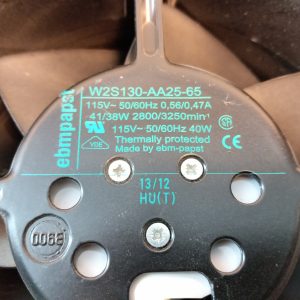 W2S130-AA25-65
115V~ 50/60Hz 0,56/0,47A
41/38W 2800/3250min⁻¹
115V~ 50/60Hz 40W
Thermally protected
Made by ebm-papst
ebmpapst
VDE
CE
13/12
HU(T)